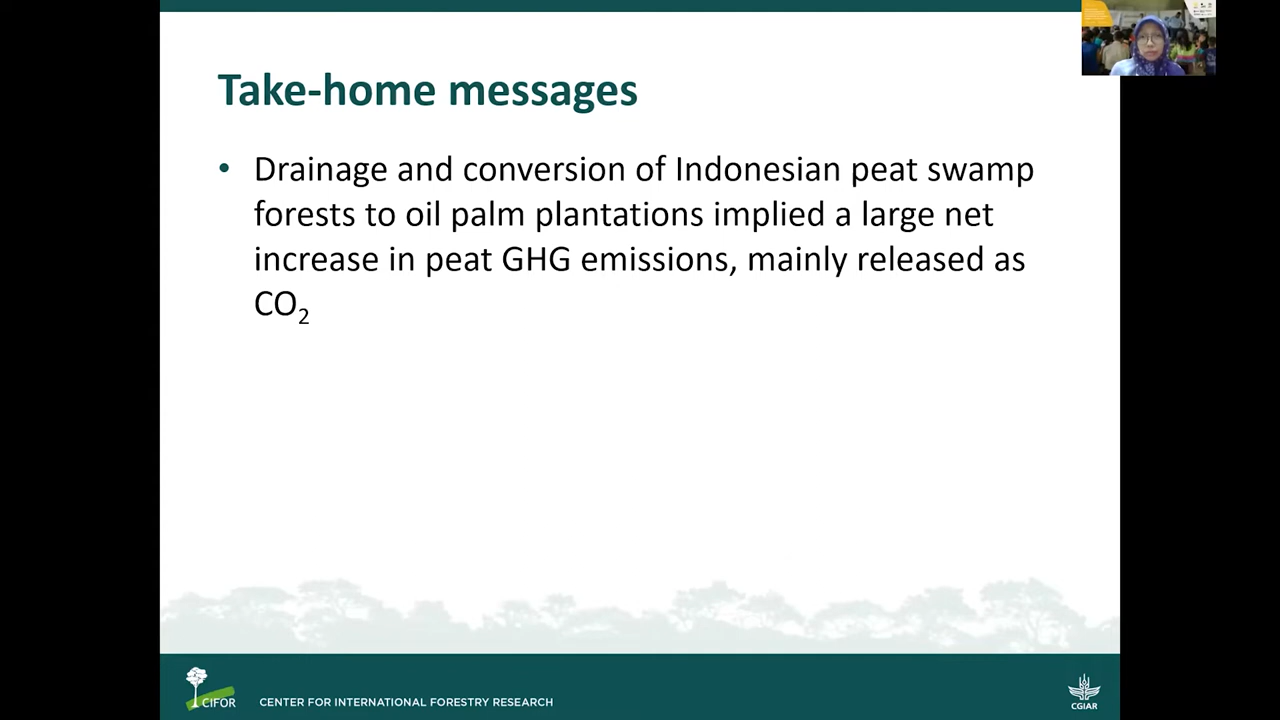 Take-home messages
• Drainage and conversion of Indonesian peat swamp
forests to oil palm plantations implied a large net
increase in peat GHG emissions, mainly released as
CO₂
CIFOR
CENTER FOR INTERNATIONAL FORESTRY RESEARCH
CGIAR